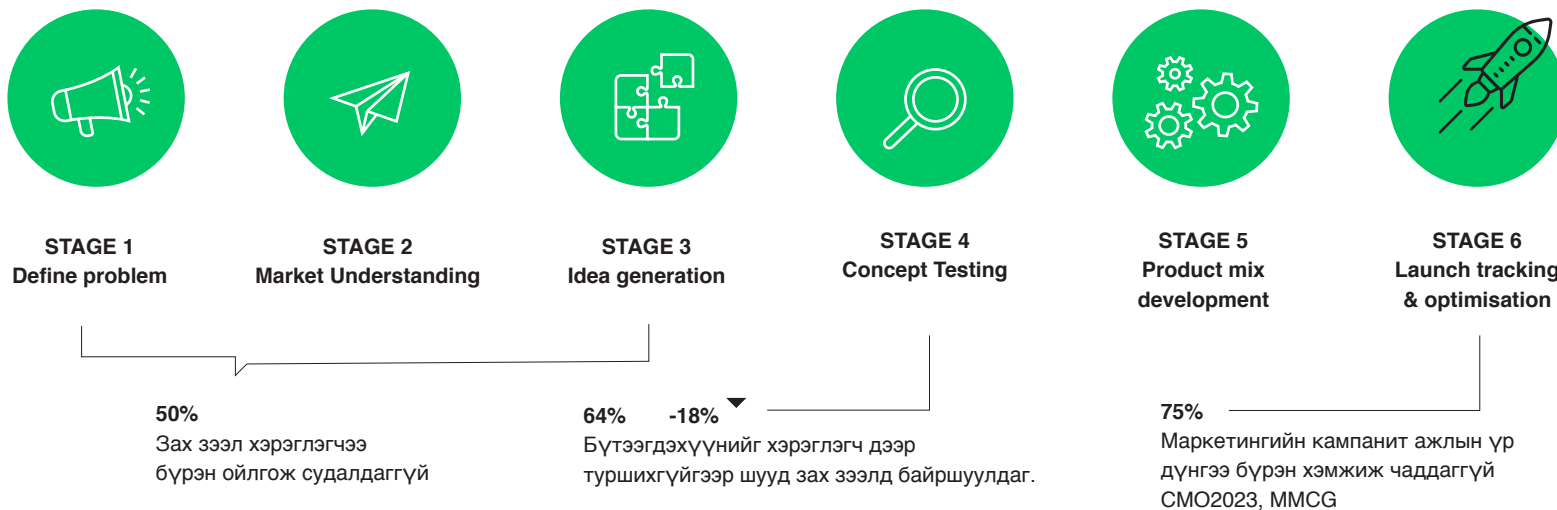 STAGE 1
Define problem
STAGE 2
Market Understanding
STAGE 3
Idea generation
STAGE 4
Concept Testing
STAGE 5
Product mix
development
STAGE 6
Launch tracking
& optimisation
50%
Зах зээл хэрэглэгчээ
бүрэн ойлгож судалдаггүй
64% -18%
Бүтээгдэхүүнийг хэрэглэгч дээр
туршихгүйгээр шууд зах зээлд байршуулдаг.
75%
Маркетингийн кампанит ажлын үр
дүнгээ бүрэн хэмжиж чаддаггүй
CMO2023, MMCG